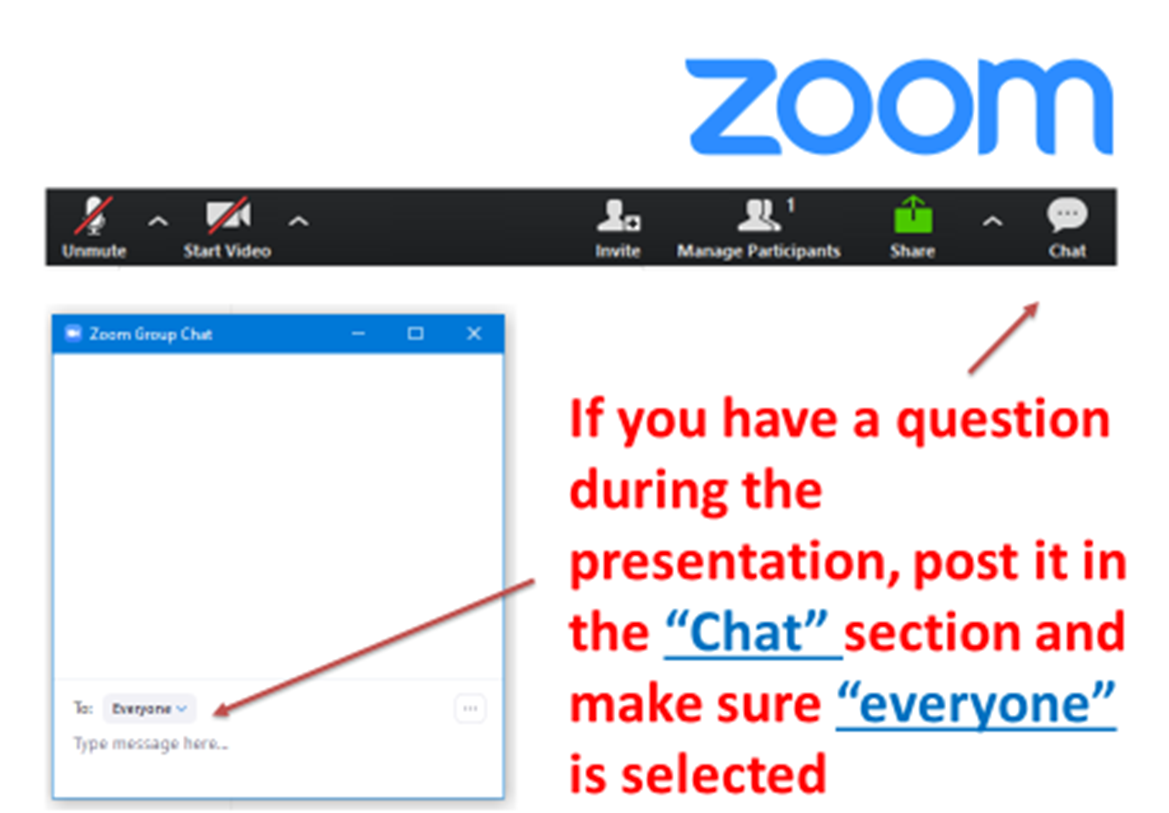 zoom
1
Unmute Start Video Invite Manage Participants Share Chat
Zoom Group Chat
To: Everyone
Type message here...
If you have a question
during the
presentation, post it in
the “Chat” section and
make sure “everyone”
is selected